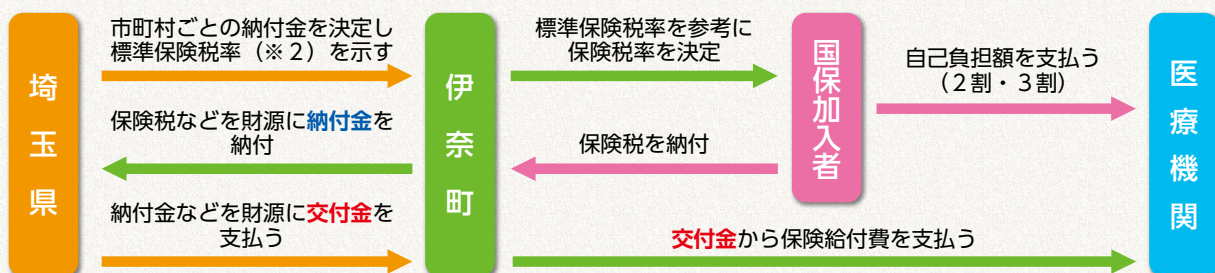 埼玉県
市町村ごとの納付金を決定し
標準保険税率（※２）を示す
保険税などを財源に納付金を
納付
納付金などを財源に交付金を
支払う
伊奈町
標準保険税率を参考に
保険税率を決定
保険税を納付
国保加入者
自己負担額を支払う
（２割・３割）
交付金から保険給付費を支払う
医療機関